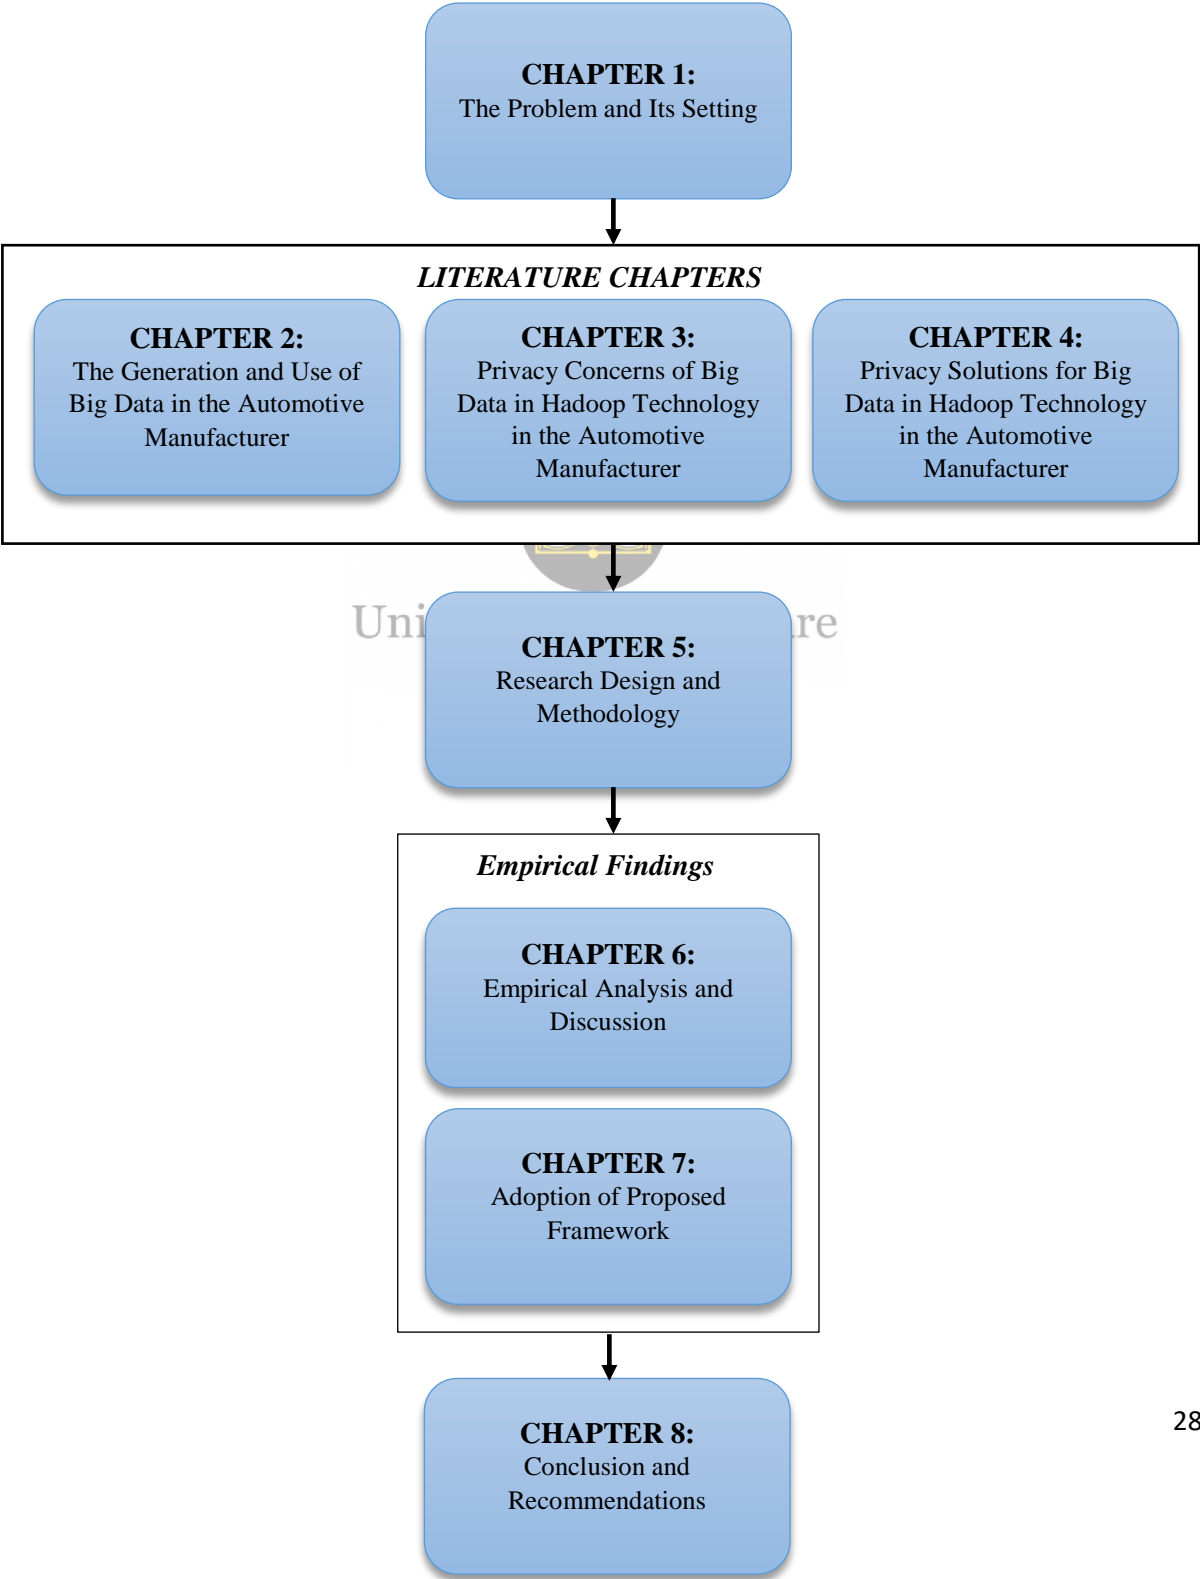 CHAPTER 1:
The Problem and Its Setting
LITERATURE CHAPTERS
CHAPTER 2:
The Generation and Use of
Big Data in the Automotive
Manufacturer
CHAPTER 3:
Privacy Concerns of Big
Data in Hadoop Technology
in the Automotive
Manufacturer
CHAPTER 4:
Privacy Solutions for Big
Data in Hadoop Technology
in the Automotive
Manufacturer
CHAPTER 5:
Research Design and
Methodology
Empirical Findings
CHAPTER 6:
Empirical Analysis and
Discussion
CHAPTER 7:
Adoption of Proposed
Framework
CHAPTER 8:
Conclusion and
Recommendations
28